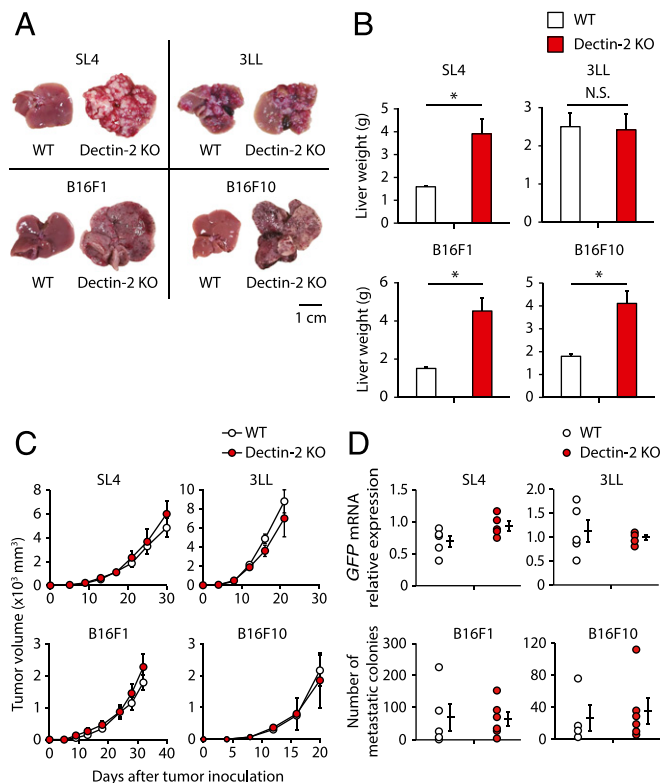 A
SL4
3LL
WT
Dectin-2 KO
WT
Dectin-2 KO
B16F1
B16F10
WT
Dectin-2 KO
WT
Dectin-2 KO
1 cm
B
WT
Dectin-2 KO
SL4
3LL
Liver weight (g)
5
4
3
2
1
0
*
3
2
1
0
N.S.
B16F1
B16F10
Liver weight (g)
6
4
2
0
*
5
4
3
2
1
0
*
C
WT
Dectin-2 KO
SL4
3LL
Tumor volume (x10³ mm³)
8
6
4
2
0
0 10 20 30
10
8
6
4
2
0
0 10 20 30
B16F1
B16F10
3
2
1
0
0 10 20 30 40
3
2
1
0
0 5 10 15 20
Days after tumor inoculation
D
WT
Dectin-2 KO
SL4
3LL
GFP mRNA
relative expression
1.5
1.0
0.5
0
2.0
1.5
1.0
0.5
0
B16F1
B16F10
Number of
metastatic colonies
300
200
100
0
120
80
40
0